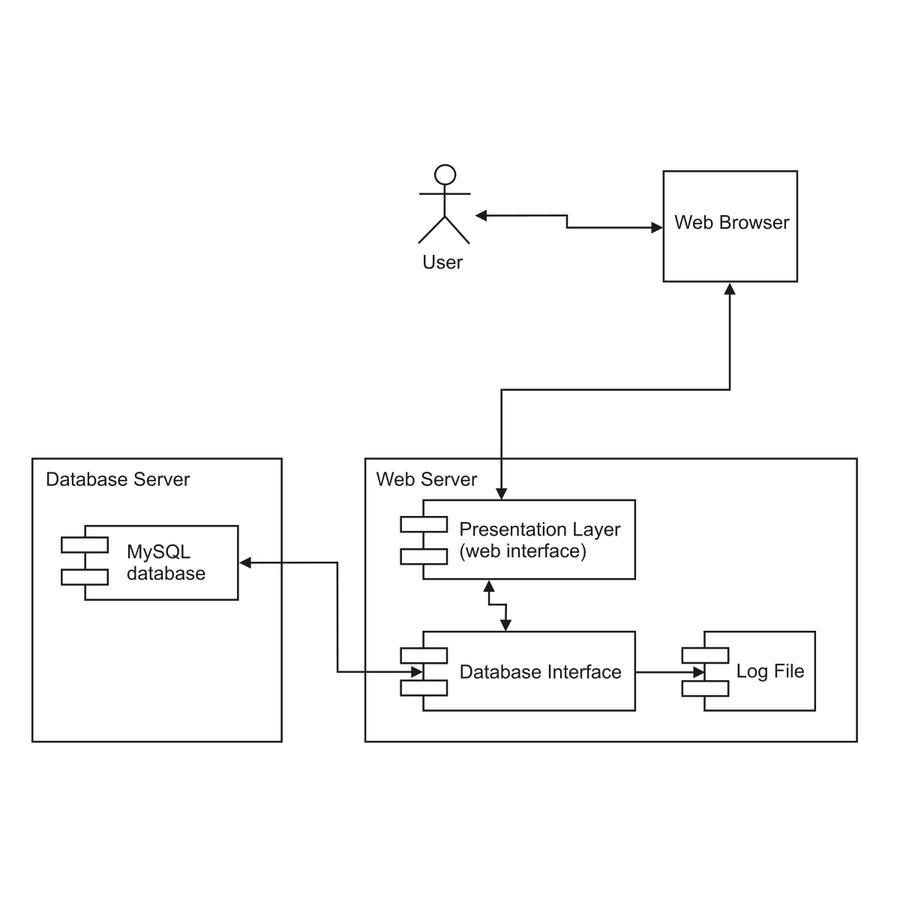 User
Web Browser
Database Server
MySQL
database
Web Server
Presentation Layer
(web interface)
Database Interface
Log File